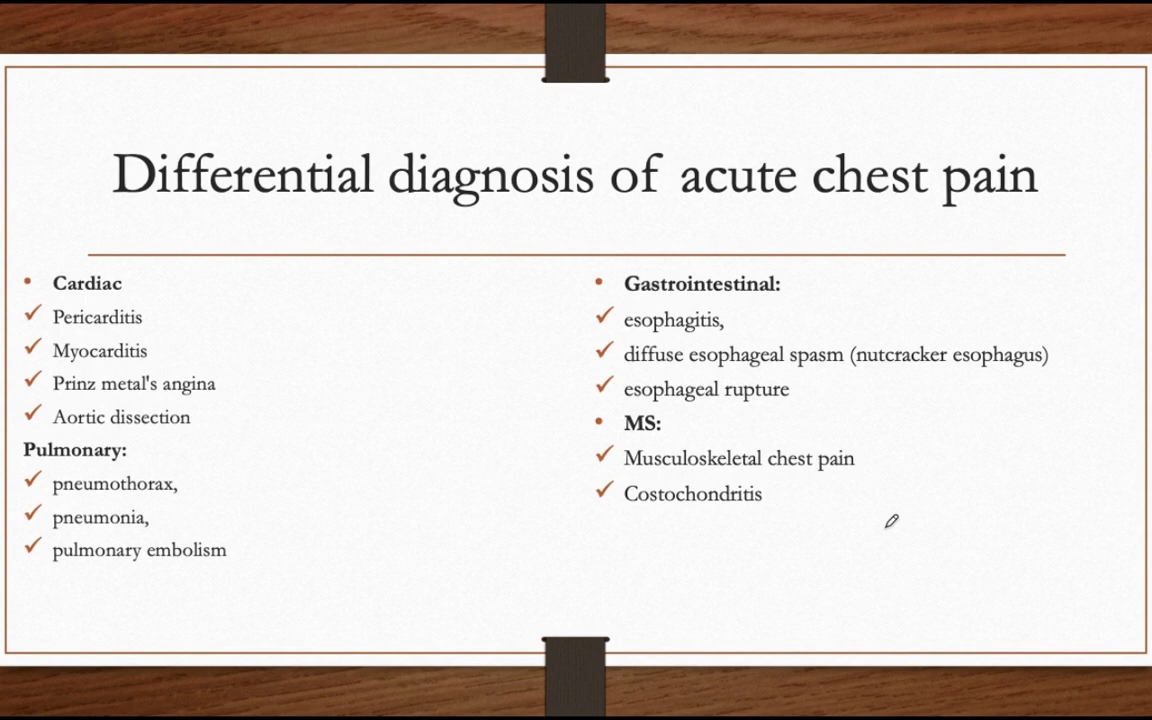 Differential diagnosis of acute chest pain
• Cardiac
✓ Pericarditis
✓ Myocarditis
✓ Prinz metal's angina
✓ Aortic dissection
Pulmonary:
✓ pneumothorax,
✓ pneumonia,
✓ pulmonary embolism
• Gastrointestinal:
✓ esophagitis,
✓ diffuse esophageal spasm (nutcracker esophagus)
✓ esophageal rupture
• MS:
✓ Musculoskeletal chest pain
✓ Costochondritis